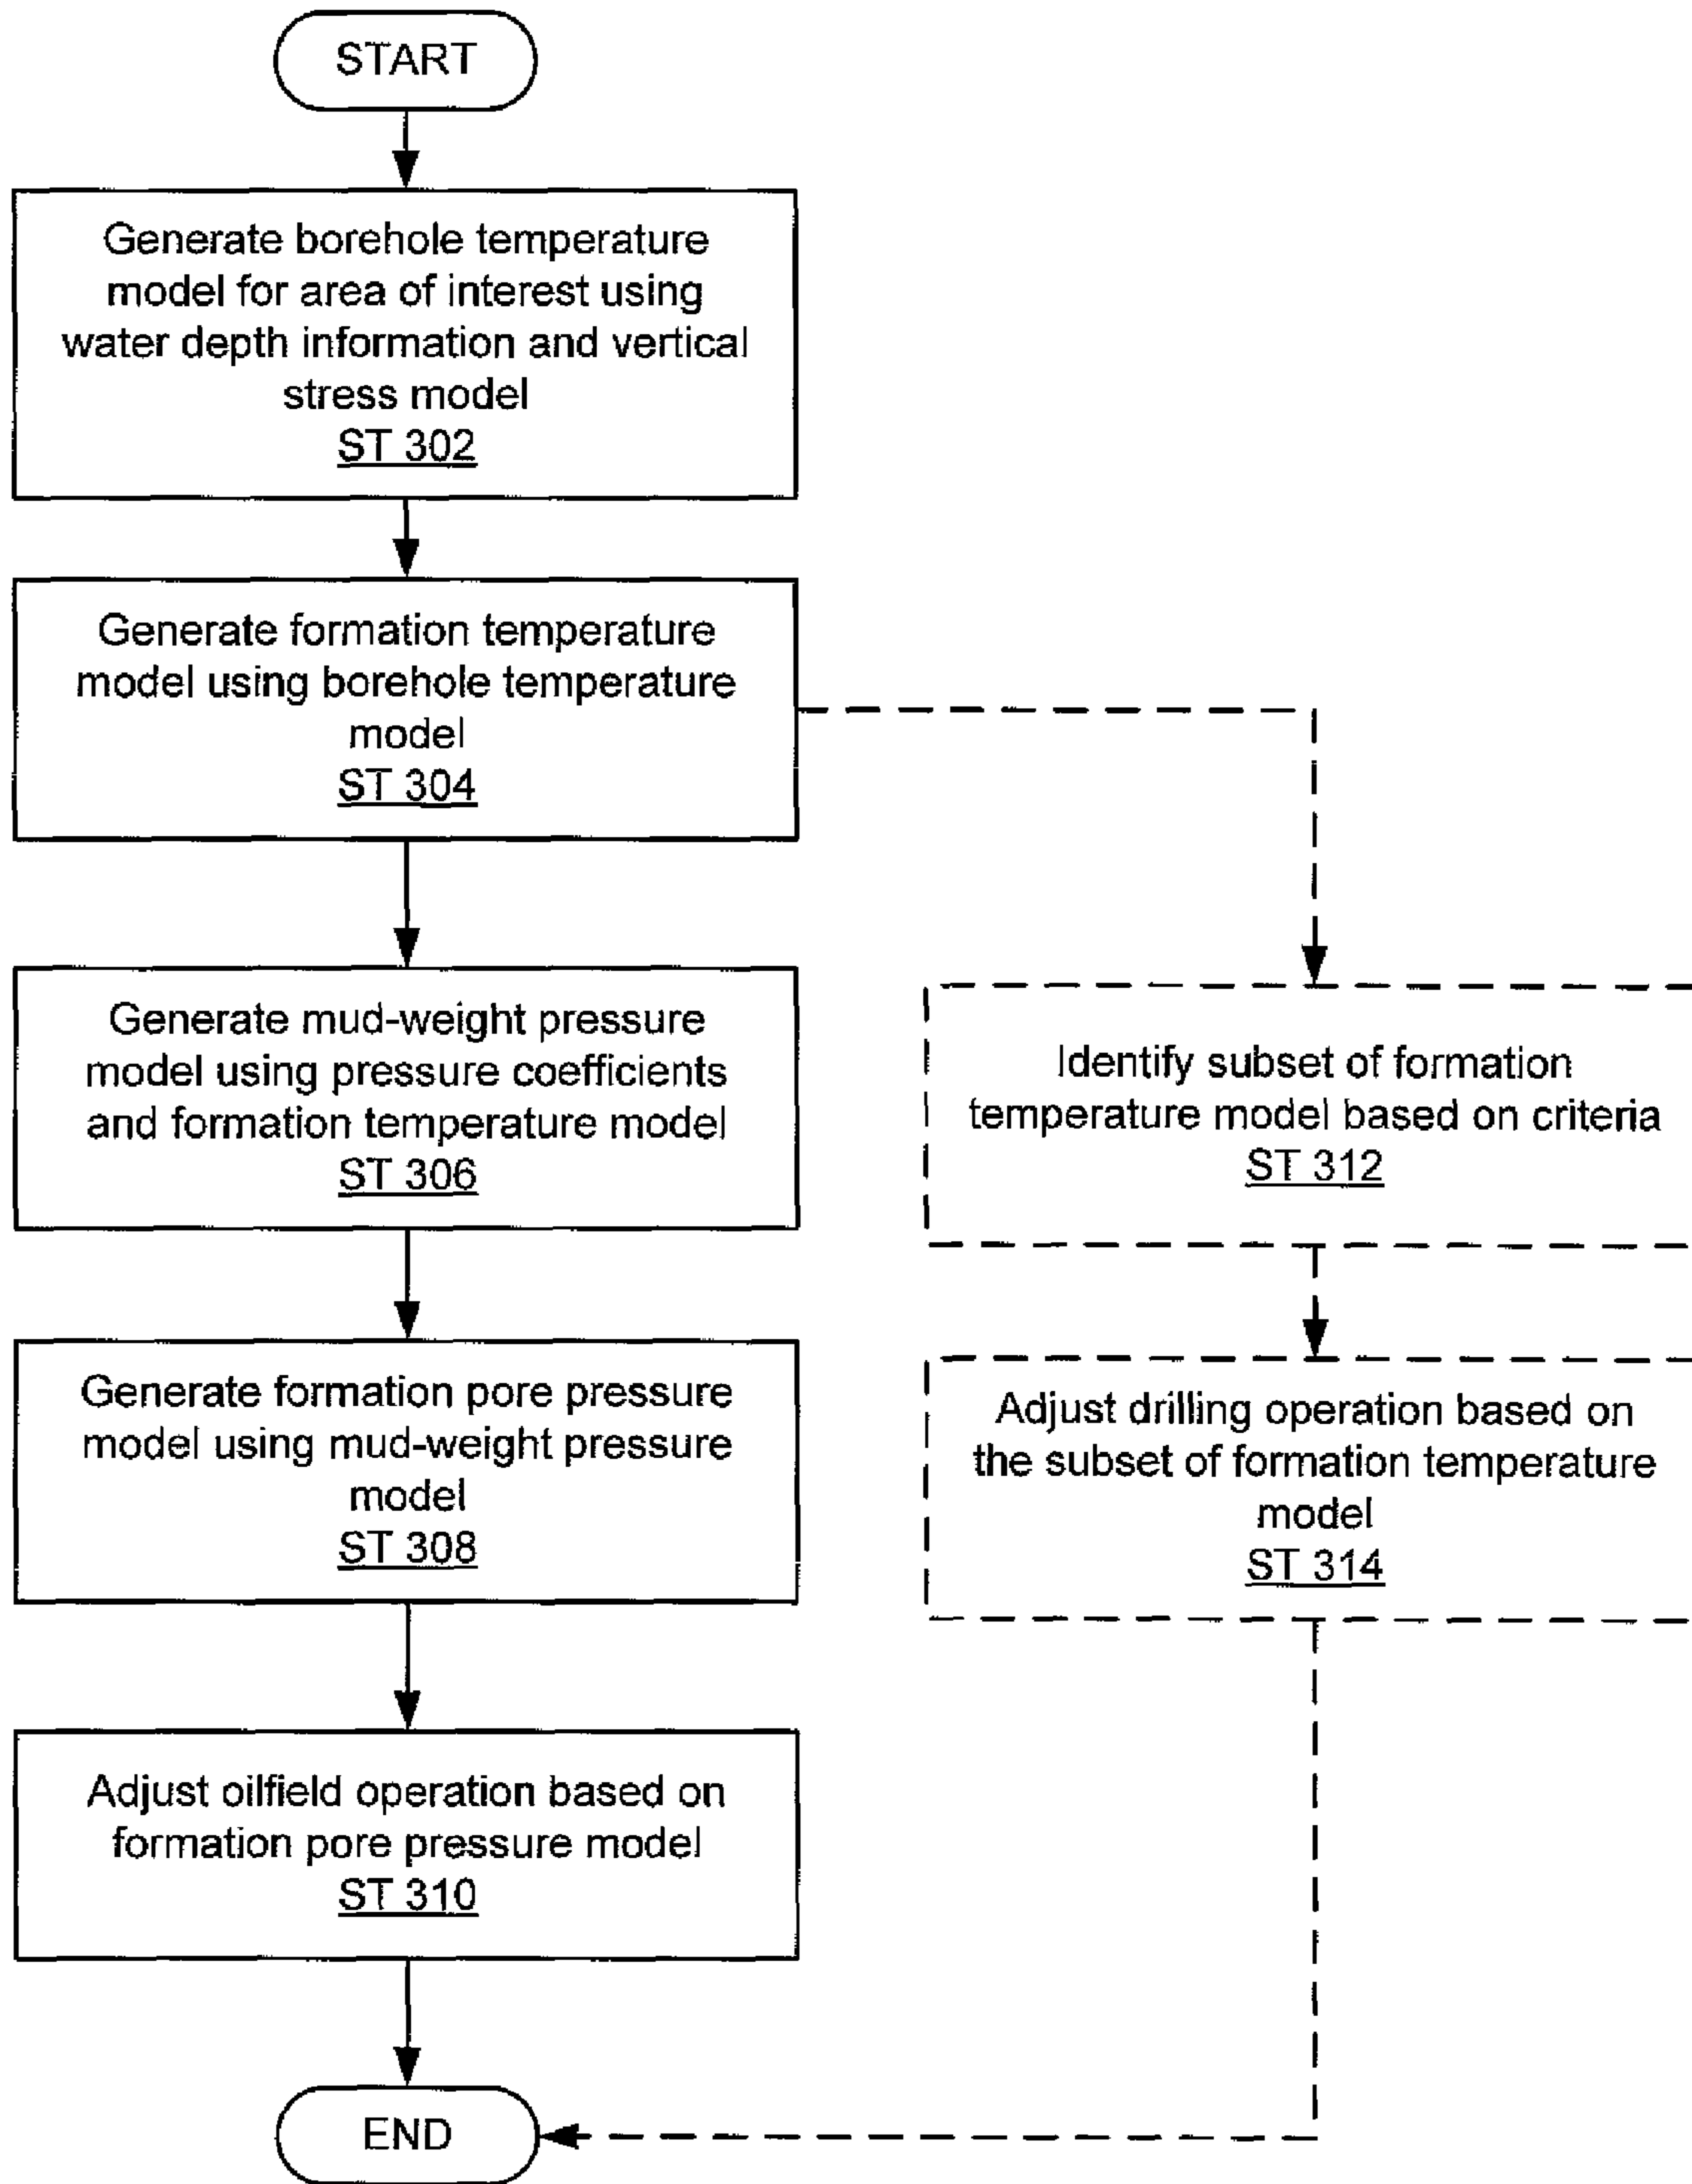 START
Generate borehole temperature
model for area of interest using
water depth information and vertical
stress model
ST 302
Generate formation temperature
model using borehole temperature
model
ST 304
Generate mud-weight pressure
model using pressure coefficients
and formation temperature model
ST 306
Identify subset of formation
temperature model based on criteria
ST 312
Generate formation pore pressure
model using mud-weight pressure
model
ST 308
Adjust drilling operation based on
the subset of formation temperature
model
ST 314
Adjust oilfield operation based on
formation pore pressure model
ST 310
END